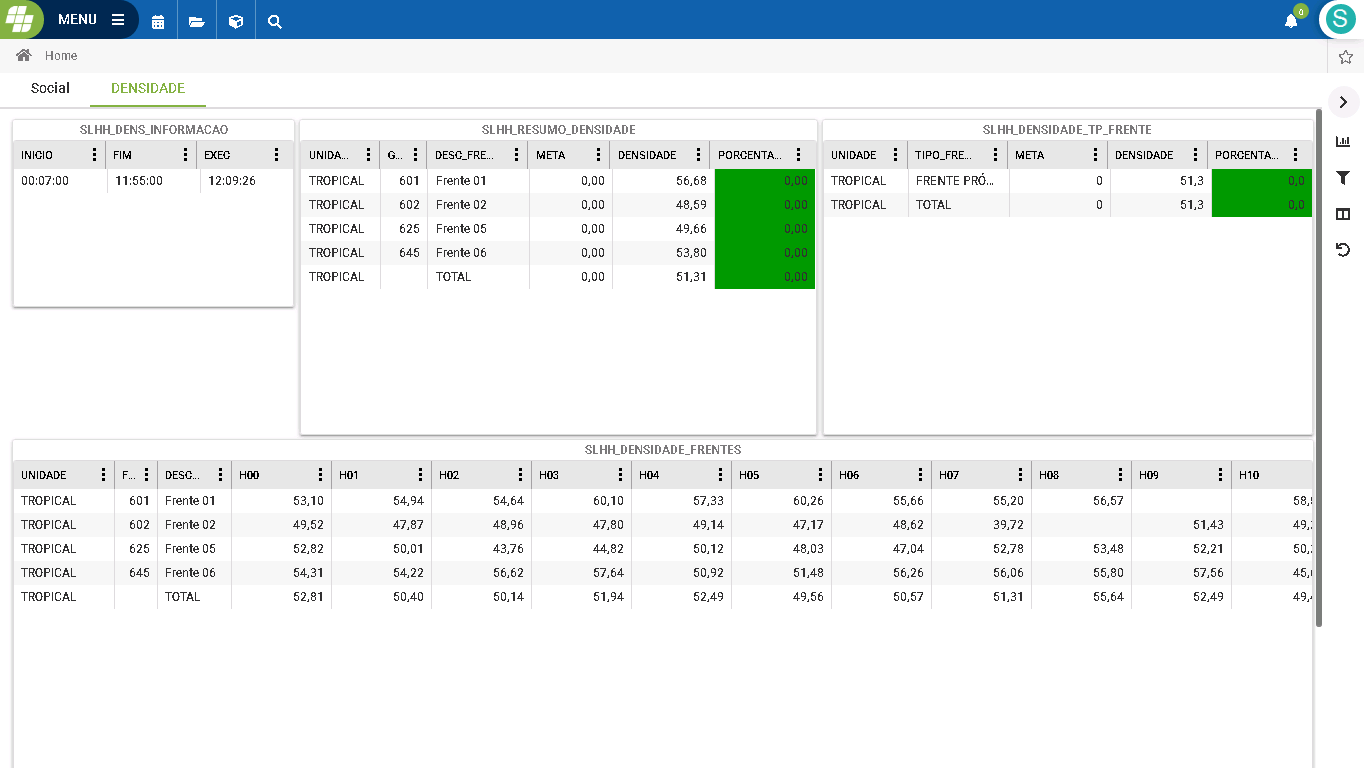 MENU
0
S
Home
Social DENSIDADE
SLHH_DENS_INFORMACAO
INICIO FIM EXEC
00:07:00 11:55:00 12:09:26
SLHH_RESUMO_DENSIDADE
UNIDA... G... DESC_FRE... META DENSIDADE PORCENTA...
TROPICAL 601 Frente 01 0,00 56,68 0,00
TROPICAL 602 Frente 02 0,00 48,59 0,00
TROPICAL 625 Frente 05 0,00 49,66 0,00
TROPICAL 645 Frente 06 0,00 53,80 0,00
TROPICAL TOTAL 0,00 51,31 0,00
SLHH_DENSIDADE_TP_FRENTE
UNIDADE TIPO_FRE... META DENSIDADE PORCENTA...
TROPICAL FRENTE PRÓ... 0 51,3 0,0
TROPICAL TOTAL 0 51,3 0,0
SLHH_DENSIDADE_FRENTES
UNIDADE F... DESC... H00 H01 H02 H03 H04 H05 H06 H07 H08 H09 H10
TROPICAL 601 Frente 01 53,10 54,94 54,64 60,10 57,33 60,26 55,66 55,20 56,57
TROPICAL 602 Frente 02 49,52 47,87 48,96 47,80 49,14 47,17 48,62 39,72 51,43
TROPICAL 625 Frente 05 52,82 50,01 43,76 44,82 50,12 48,03 47,04 52,78 53,48 52,21
TROPICAL 645 Frente 06 54,31 54,22 56,62 57,64 50,92 51,48 56,26 56,06 55,80 57,56
TROPICAL TOTAL 52,81 50,40 50,14 51,94 52,49 49,56 50,57 51,31 55,64 52,49